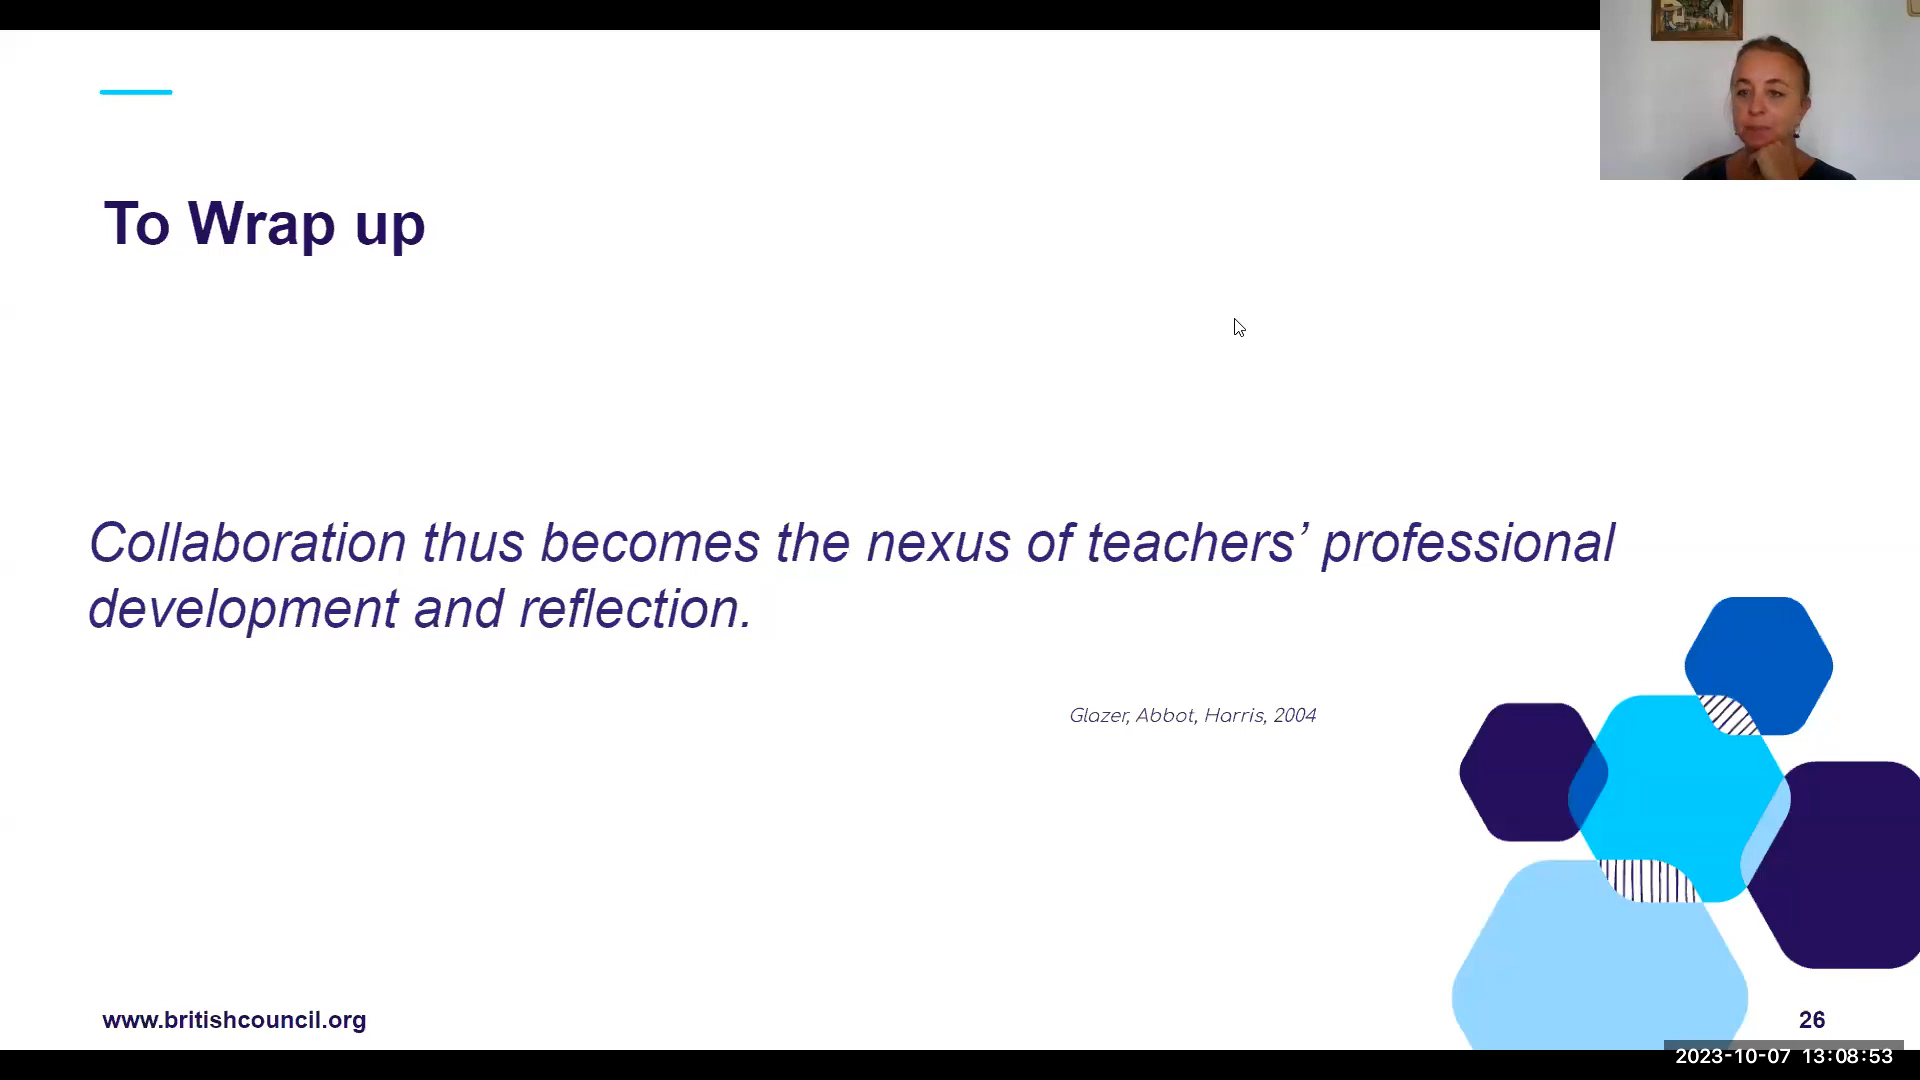 To Wrap up
Collaboration thus becomes the nexus of teachers’ professional
development and reflection.
Glazer, Abbot, Harris, 2004
www.britishcouncil.org
26
2023-10-07 13:08:53